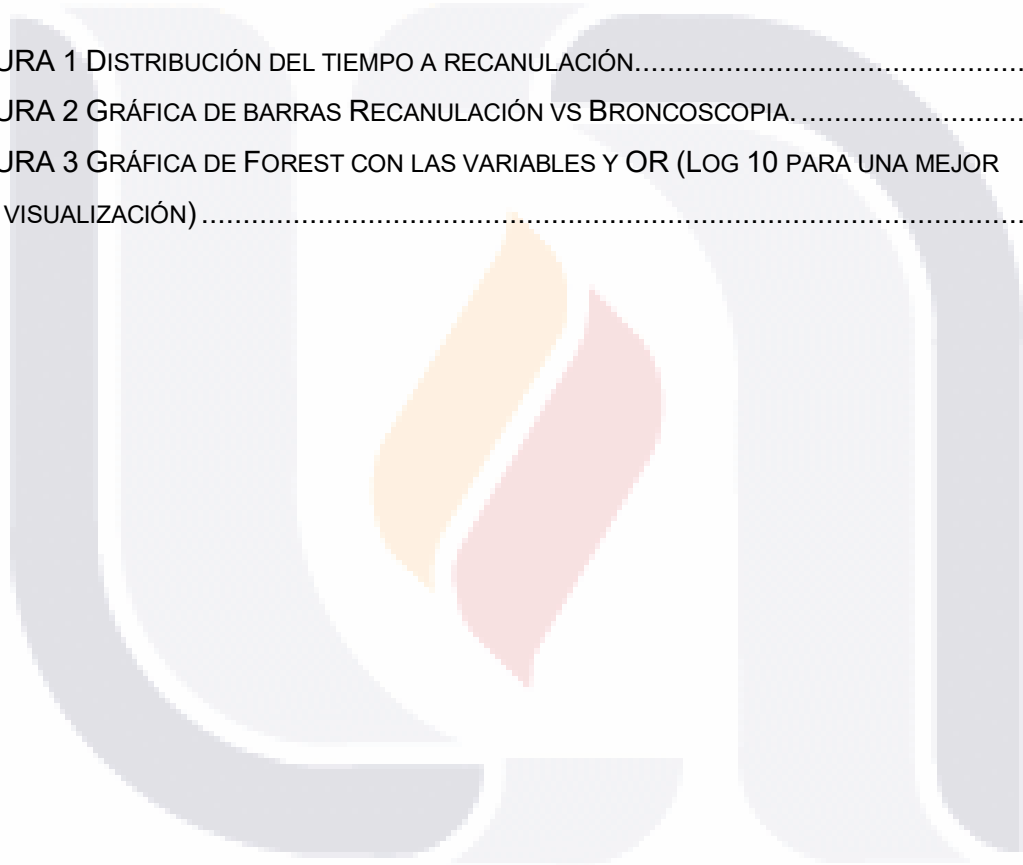 URA 1 DISTRIBUCIÓN DEL TIEMPO A RECANULACIÓN...............................................
URA 2 GRÁFICA DE BARRAS RECANULACIÓN VS BRONCOSCOPIA. ...........................
URA 3 GRÁFICA DE FOREST CON LAS VARIABLES Y OR (LOG 10 PARA UNA MEJOR
VISUALIZACIÓN) ....................................................................................................